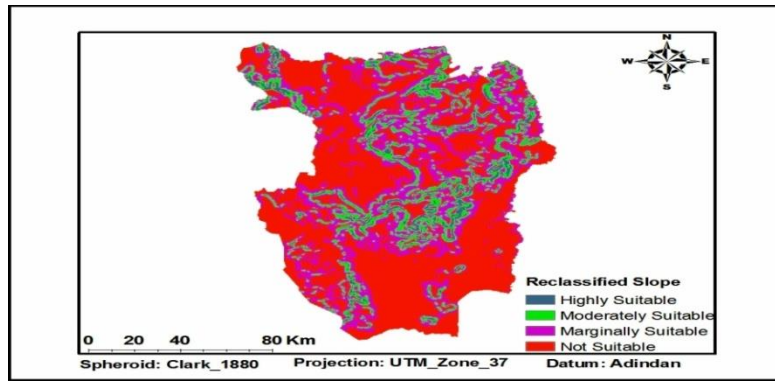 N
W E
S
Reclassified Slope
Highly Suitable
Moderately Suitable
Marginally Suitable
Not Suitable
0 20 40 80 Km
Spheroid: Clark_1880 Projection: UTM_Zone_37 Datum: Adindan